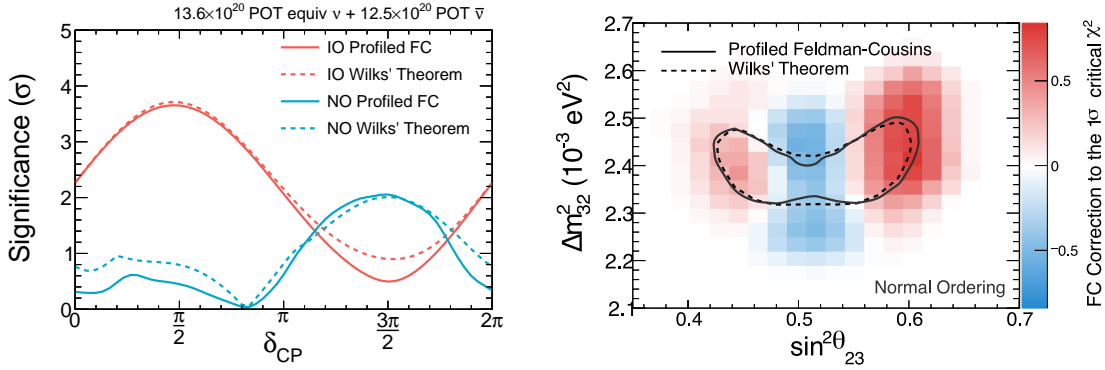 13.6×10²⁰ POT equiv ν + 12.5×10²⁰ POT ν̄
Significance (σ)
5
4
3
2
1
0
IO Profiled FC
IO Wilks' Theorem
NO Profiled FC
NO Wilks' Theorem
0
π/2
π
3π/2
2π
δCP
Δm²₃₂ (10⁻³ eV²)
2.7
2.6
2.5
2.4
2.3
2.2
2.1
Profiled Feldman-Cousins
Wilks' Theorem
Normal Ordering
0.4
0.5
0.6
0.7
sin²θ₂₃
0.5
0
−0.5
FC Correction to the 1σ critical χ²